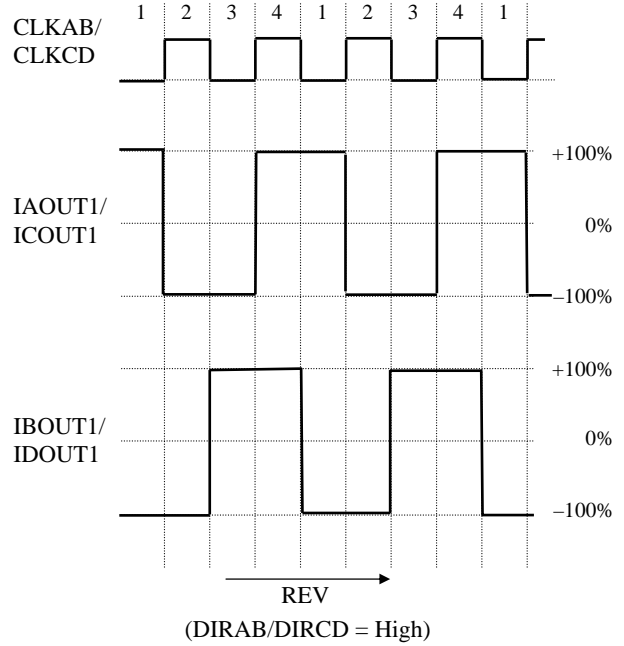 1 2 3 4 1 2 3 4 1
CLKAB/
CLKCD
+100%
IAOUT1/
ICOUT1
0%
–100%
+100%
IBOUT1/
IDOUT1
0%
–100%
REV
(DIRAB/DIRCD = High)